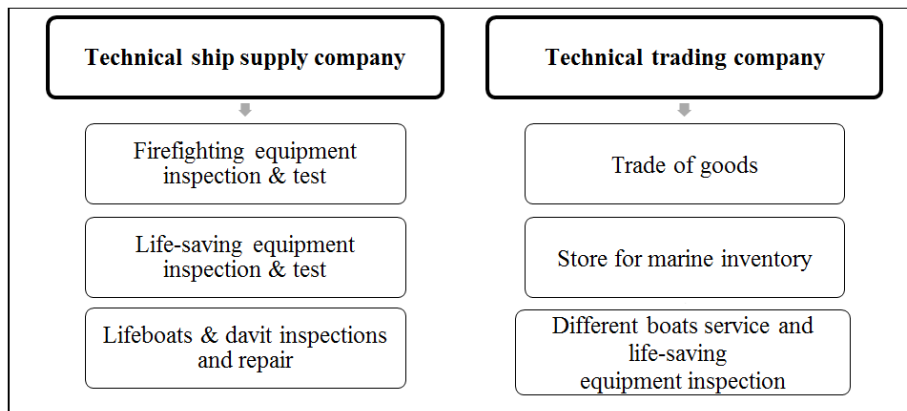 Technical ship supply company
Firefighting equipment
inspection & test
Life-saving equipment
inspection & test
Lifeboats & davit inspections
and repair
Technical trading company
Trade of goods
Store for marine inventory
Different boats service and
life-saving
equipment inspection